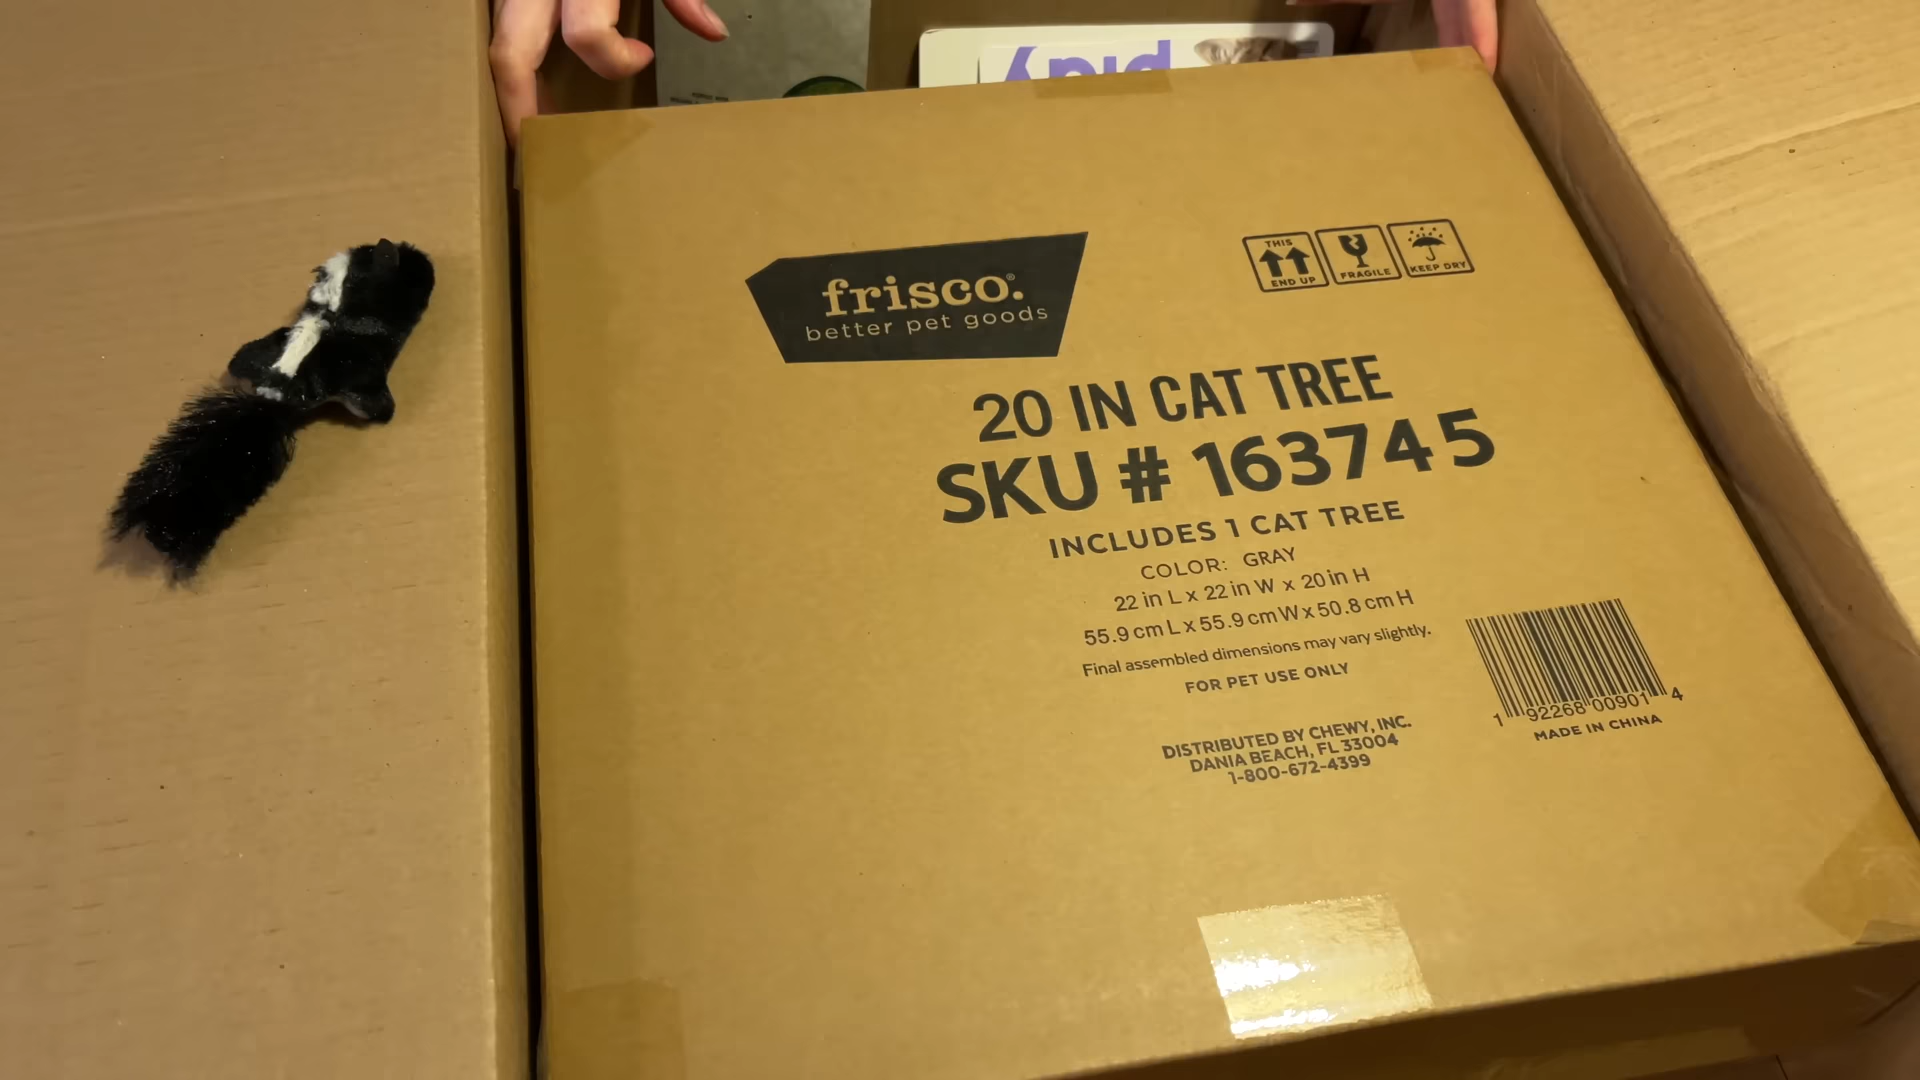 frisco.®
better pet goods
THIS
END UP
FRAGILE
KEEP DRY
20 IN CAT TREE
SKU # 163745
INCLUDES 1 CAT TREE
COLOR: GRAY
22 in L x 22 in W x 20 in H
55.9 cm L x 55.9 cm W x 50.8 cm H
Final assembled dimensions may vary slightly.
FOR PET USE ONLY
DISTRIBUTED BY CHEWY, INC.
DANIA BEACH, FL 33004
1-800-672-4399
1 92268 00901 4
MADE IN CHINA